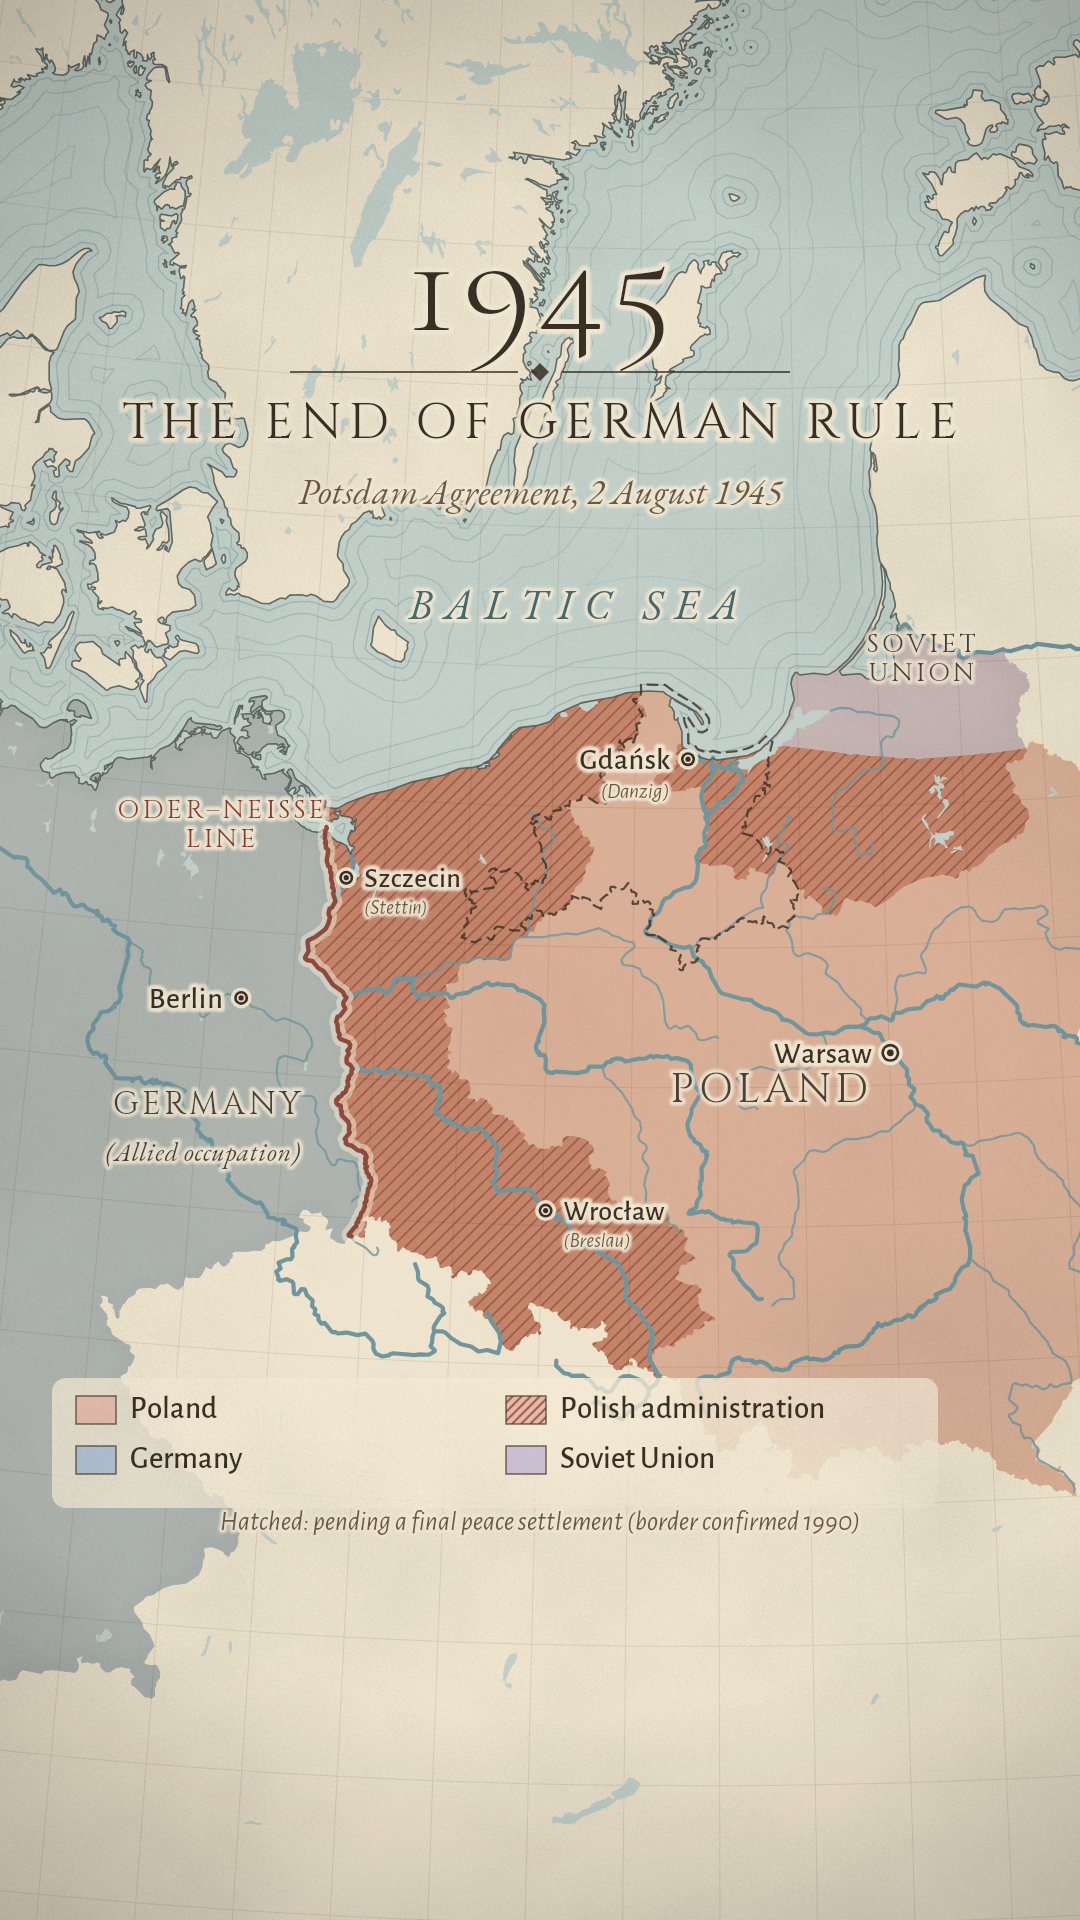 1945
THE END OF GERMAN RULE
Potsdam Agreement, 2 August 1945
BALTIC SEA
SOVIET
UNION
Gdańsk
(Danzig)
ODER–NEISSE
LINE
Szczecin
(Stettin)
Berlin
Warsaw
POLAND
GERMANY
(Allied occupation)
Wrocław
(Breslau)
Poland
Polish administration
Germany
Soviet Union
Hatched: pending a final peace settlement (border confirmed 1990)